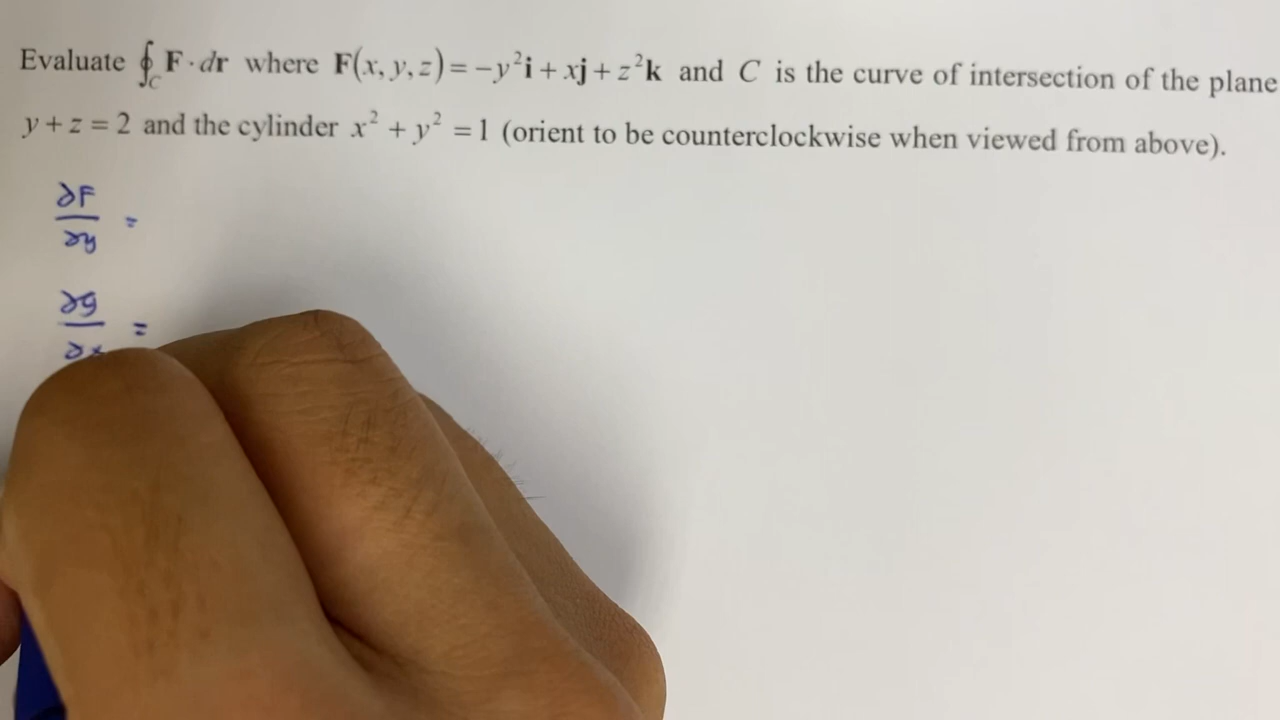 Evaluate ∮_C F · dr where F(x, y, z) = −y²i + xj + z²k and C is the curve of intersection of the plane
y + z = 2 and the cylinder x² + y² = 1 (orient to be counterclockwise when viewed from above).
∂F/∂y =
∂g/∂x =